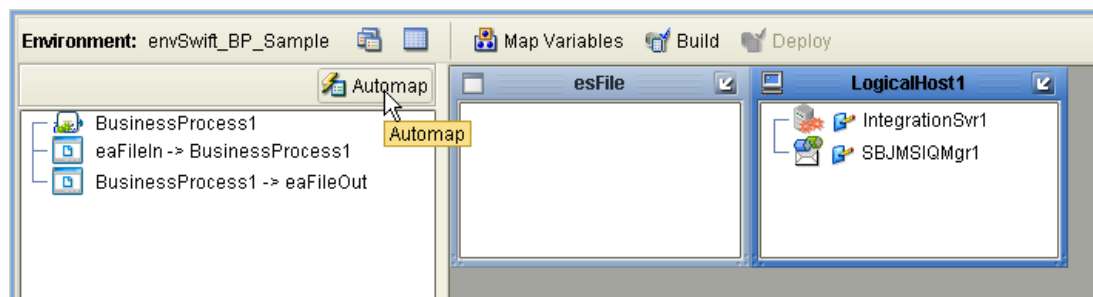 Environment: envSwift_BP_Sample Map Variables Build Deploy
Automap
esFile
LogicalHost1
Automap
BusinessProcess1
eaFileIn -> BusinessProcess1
BusinessProcess1 -> eaFileOut
IntegrationSvr1
SBJMSIQMgr1